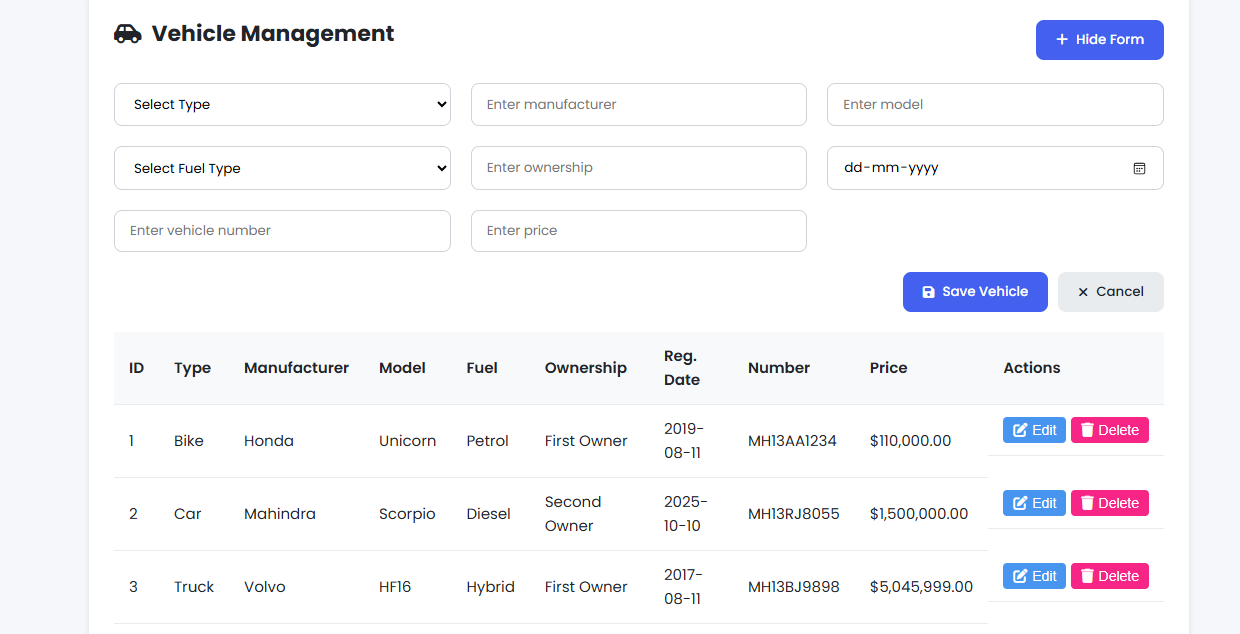 Vehicle Management
Hide Form
Select Type
Enter manufacturer
Enter model
Select Fuel Type
Enter ownership
dd-mm-yyyy
Enter vehicle number
Enter price
Save Vehicle
Cancel
ID Type Manufacturer Model Fuel Ownership Reg. Date Number Price Actions
1 Bike Honda Unicorn Petrol First Owner 2019-08-11 MH13AA1234 $110,000.00 Edit Delete
2 Car Mahindra Scorpio Diesel Second Owner 2025-10-10 MH13RJ8055 $1,500,000.00 Edit Delete
3 Truck Volvo HF16 Hybrid First Owner 2017-08-11 MH13BJ9898 $5,045,999.00 Edit Delete